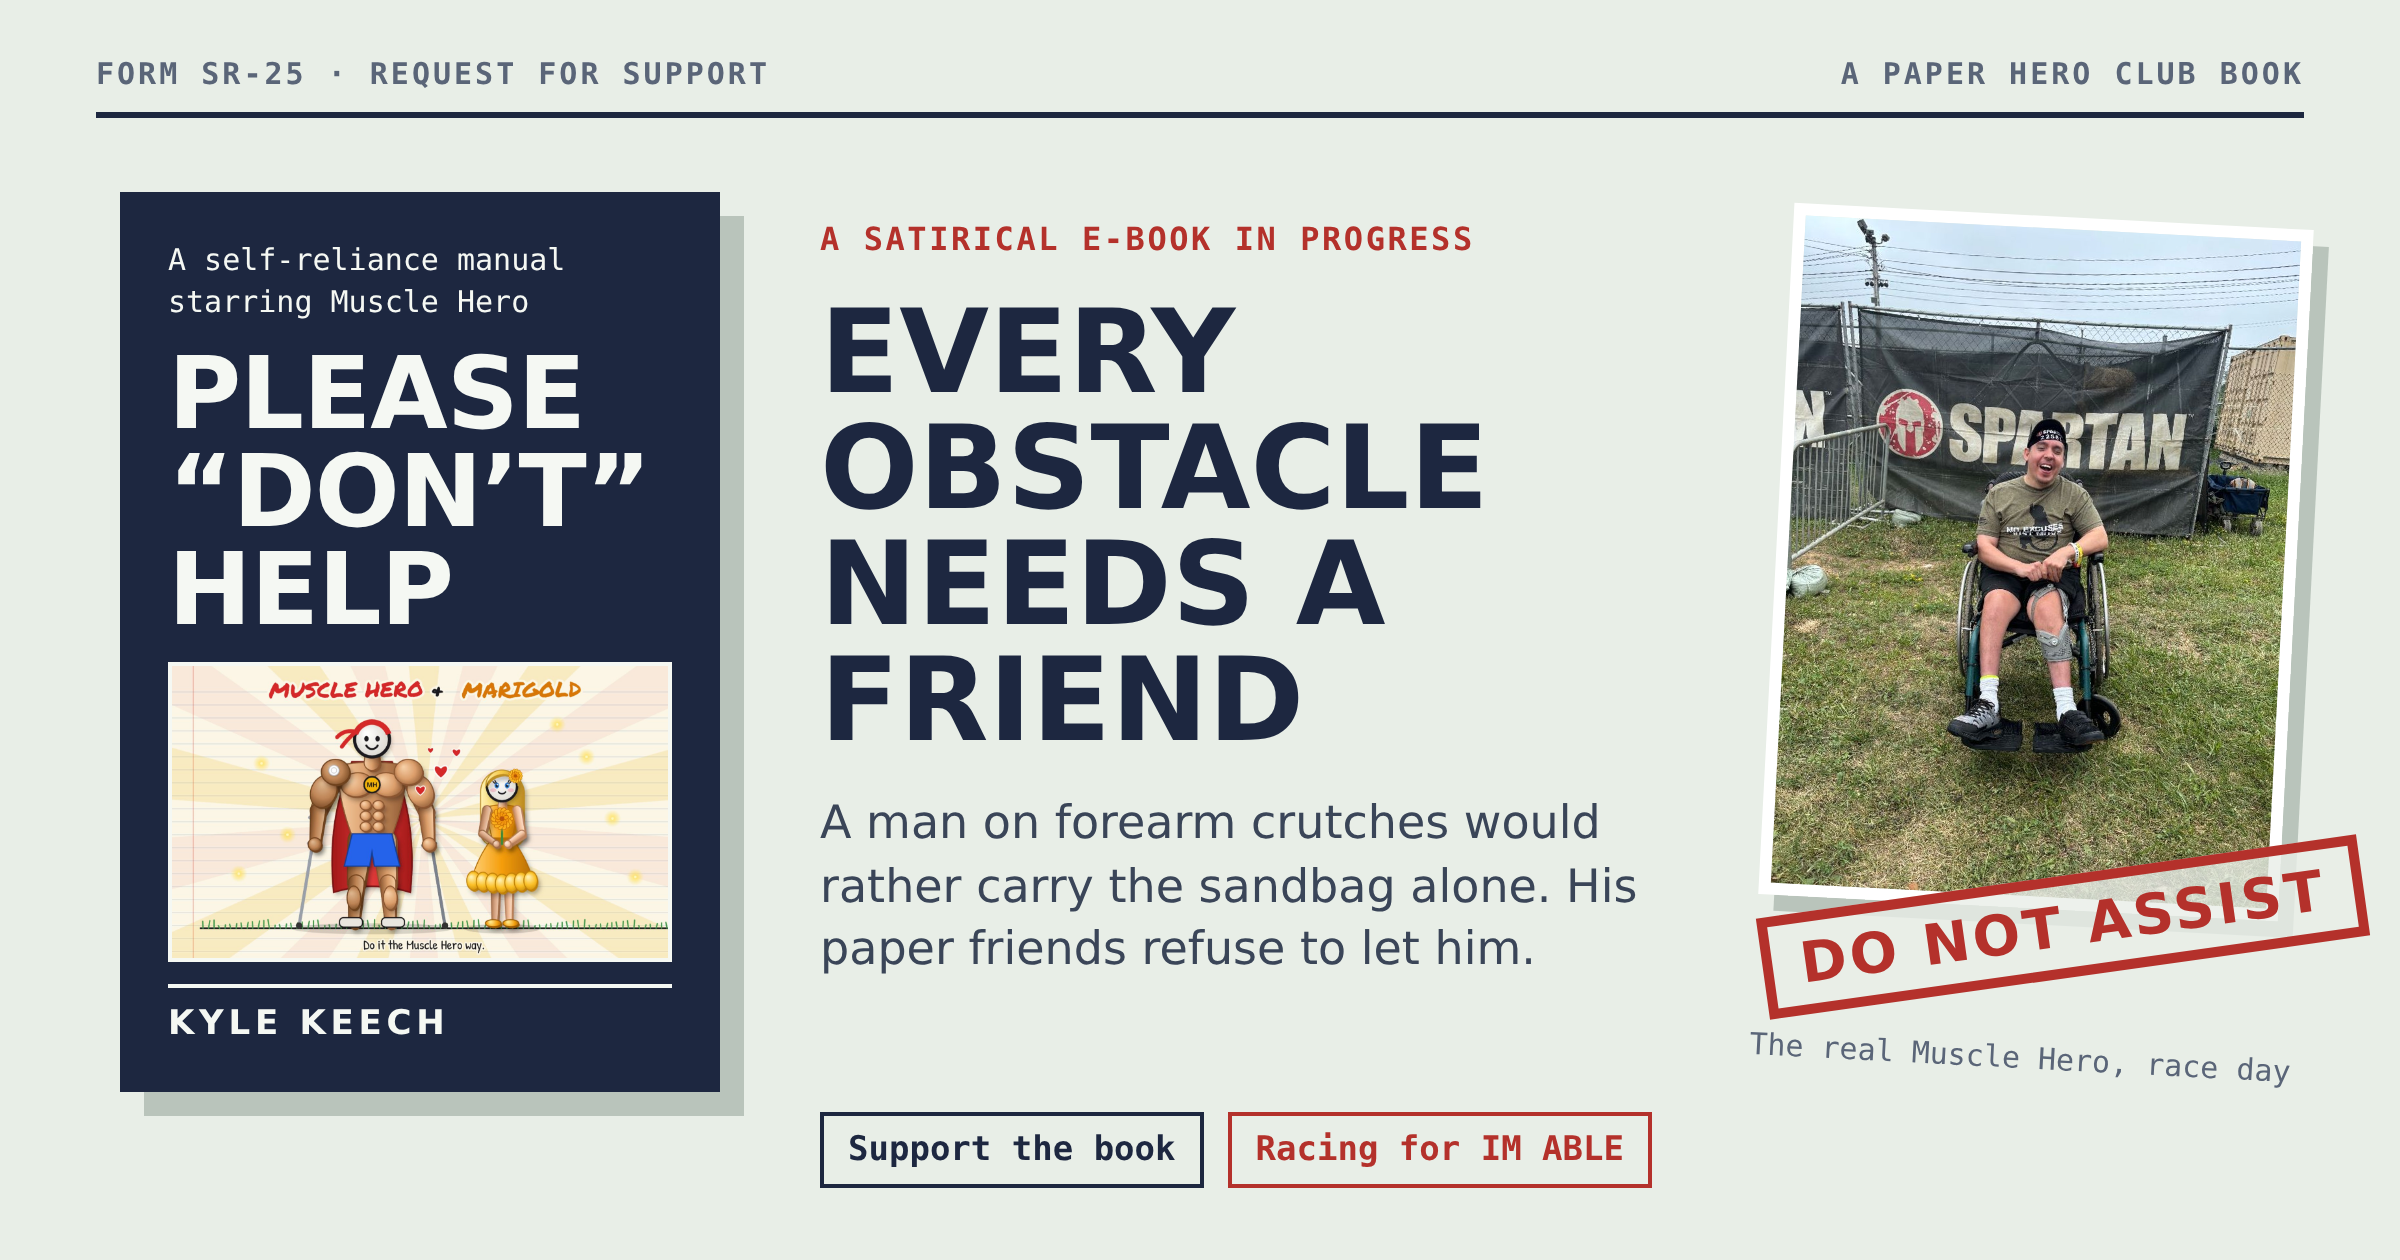 FORM SR-25 · REQUEST FOR SUPPORT
A PAPER HERO CLUB BOOK
A self-reliance manual
starring Muscle Hero
PLEASE
“DON’T”
HELP
MUSCLE HERO + MARIGOLD
MH
Do it the Muscle Hero way.
KYLE KEECH
A SATIRICAL E-BOOK IN PROGRESS
EVERY
OBSTACLE
NEEDS A
FRIEND
A man on forearm crutches would
rather carry the sandbag alone. His
paper friends refuse to let him.
Support the book
Racing for IM ABLE
SPARTAN
NO EXCUSES
DO NOT ASSIST
The real Muscle Hero, race day